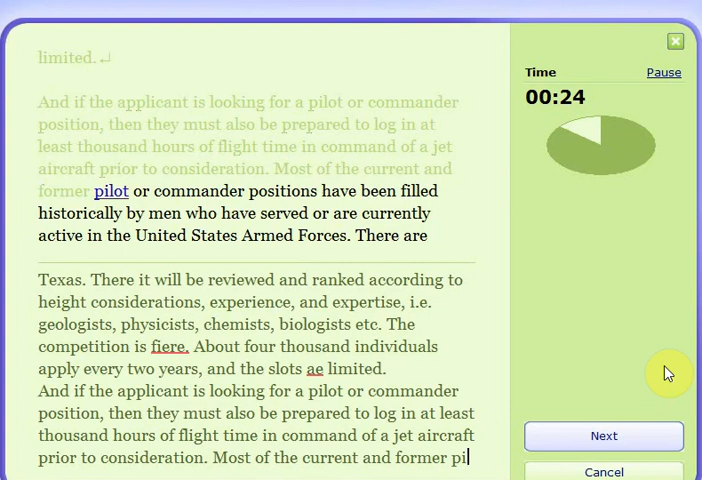 limited.↵
And if the applicant is looking for a pilot or commander
position, then they must also be prepared to log in at
least thousand hours of flight time in command of a jet
aircraft prior to consideration. Most of the current and
former pilot or commander positions have been filled
historically by men who have served or are currently
active in the United States Armed Forces. There are
Texas. There it will be reviewed and ranked according to
height considerations, experience, and expertise, i.e.
geologists, physicists, chemists, biologists etc. The
competition is fiere. About four thousand individuals
apply every two years, and the slots ae limited.
And if the applicant is looking for a pilot or commander
position, then they must also be prepared to log in at least
thousand hours of flight time in command of a jet aircraft
prior to consideration. Most of the current and former pi
Time
Pause
00:24
Next
Cancel